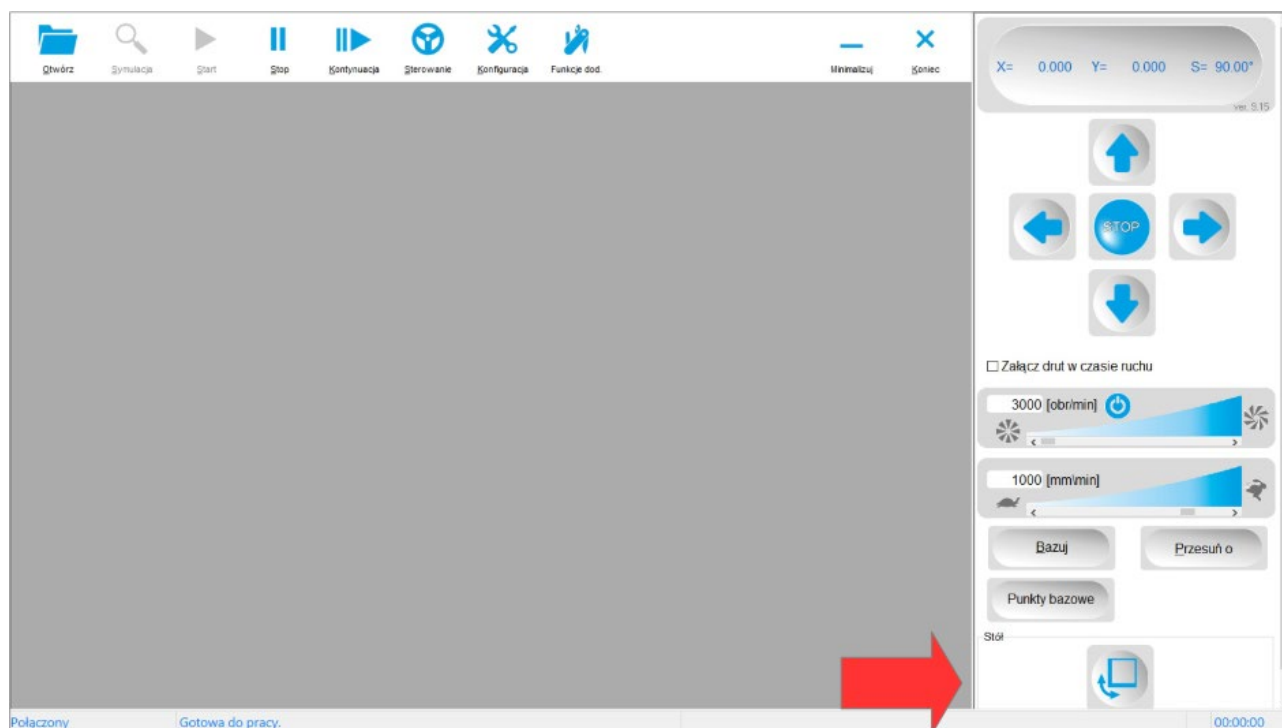 Otwórz Symulacja Start Stop Kontynuacja Sterowanie Konfiguracja Funkcje dod. Minimalizuj Koniec
X= 0.000 Y= 0.000 S= 90.00°
ver. 9.15
STOP
Załącz drut w czasie ruchu
3000 [obr/min]
1000 [mm\min]
Bazuj Przesuń o
Punkty bazowe
Stół
Połączony Gotowa do pracy. 00:00:00